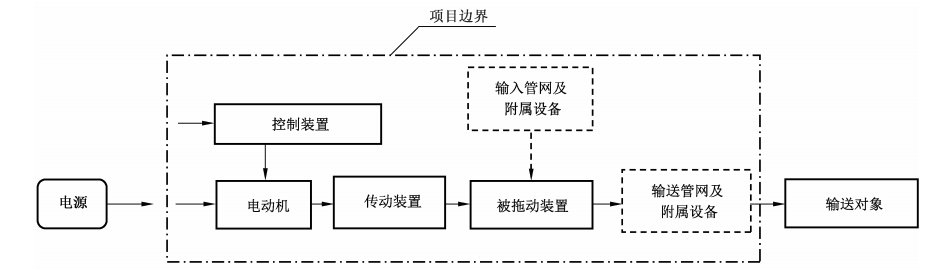 项目边界
输入管网及
附属设备
控制装置
电源
电动机
传动装置
被拖动装置
输送管网及
附属设备
输送对象